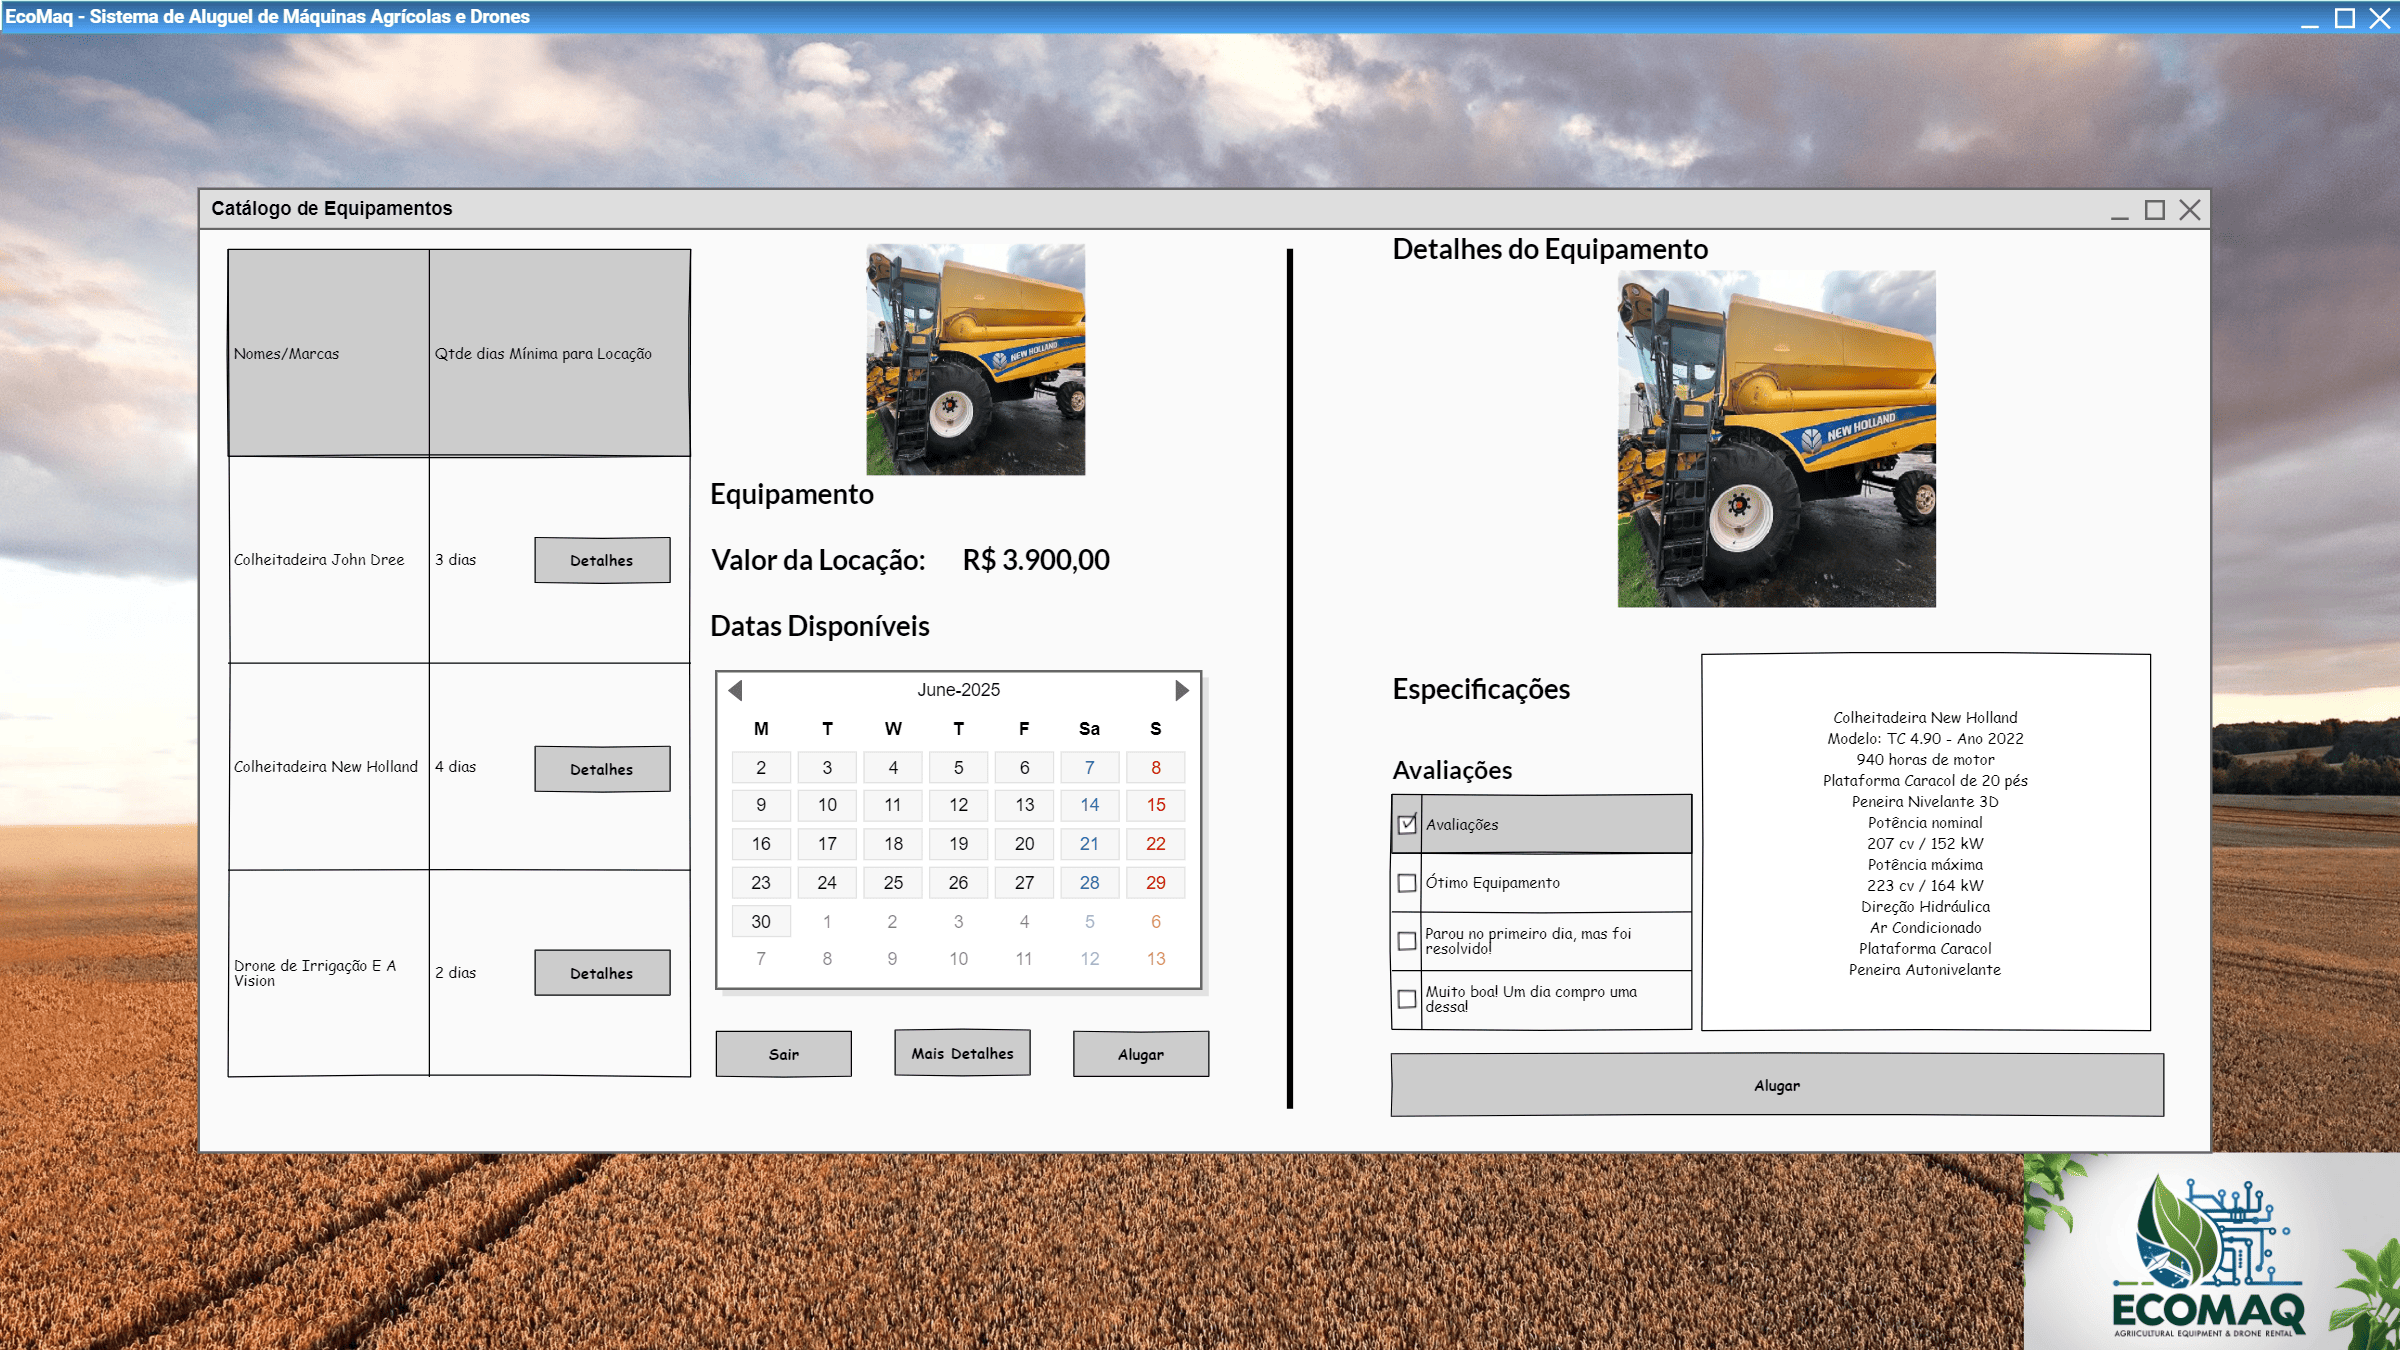 EcoMaq - Sistema de Aluguel de Máquinas Agrícolas e Drones
Catálogo de Equipamentos
Nomes/Marcas
Qtde dias Mínima para Locação
Colheitadeira John Dree
3 dias
Detalhes
Colheitadeira New Holland
4 dias
Detalhes
Drone de Irrigação E A
Vision
2 dias
Detalhes
NEW HOLLAND
Equipamento
Valor da Locação:
R$ 3.900,00
Datas Disponíveis
June-2025
M T W T F Sa S
2 3 4 5 6 7 8
9 10 11 12 13 14 15
16 17 18 19 20 21 22
23 24 25 26 27 28 29
30 1 2 3 4 5 6
7 8 9 10 11 12 13
Sair
Mais Detalhes
Alugar
Detalhes do Equipamento
NEW HOLLAND
Especificações
Avaliações
Avaliações
Ótimo Equipamento
Parou no primeiro dia, mas foi
resolvido!
Muito boa! Um dia compro uma
dessa!
Colheitadeira New Holland
Modelo: TC 4.90 - Ano 2022
940 horas de motor
Plataforma Caracol de 20 pés
Peneira Nivelante 3D
Potência nominal
207 cv / 152 kW
Potência máxima
223 cv / 164 kW
Direção Hidráulica
Ar Condicionado
Plataforma Caracol
Peneira Autonivelante
Alugar
ECOMAQ
AGRIICULTURAL EQUIPMENT & DRONE RENTAL